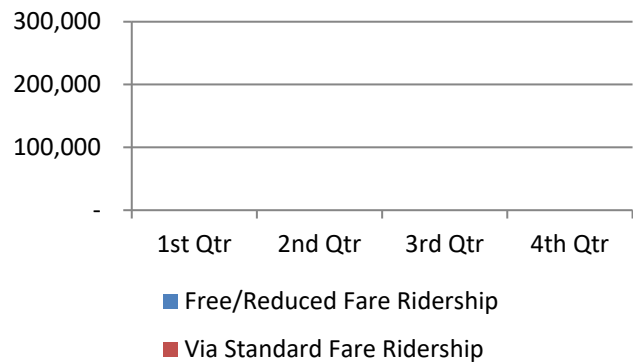 300,000
200,000
100,000
-
1st Qtr 2nd Qtr 3rd Qtr 4th Qtr
Free/Reduced Fare Ridership
Via Standard Fare Ridership